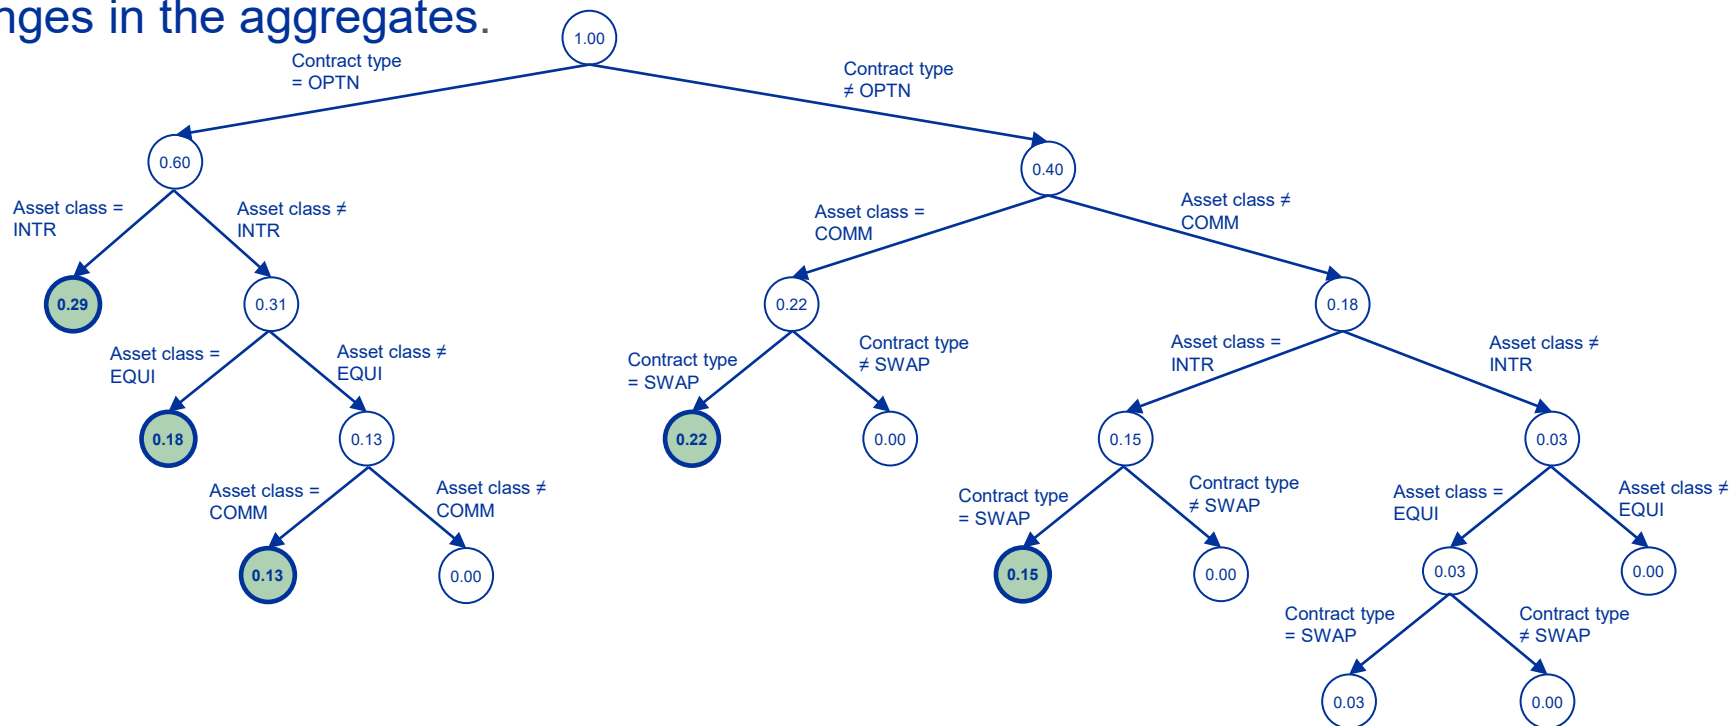 nges in the aggregates.
1.00
Contract type
= OPTN
Contract type
≠ OPTN
0.60
0.40
Asset class =
INTR
Asset class ≠
INTR
Asset class =
COMM
Asset class ≠
COMM
0.29
0.31
0.22
0.18
Asset class =
EQUI
Asset class ≠
EQUI
Contract type
= SWAP
Contract type
≠ SWAP
Asset class =
INTR
Asset class ≠
INTR
0.18
0.13
0.22
0.00
0.15
0.03
Asset class =
COMM
Asset class ≠
COMM
Contract type
= SWAP
Contract type
≠ SWAP
Asset class =
EQUI
Asset class ≠
EQUI
0.13
0.00
0.15
0.00
0.03
0.00
Contract type
= SWAP
Contract type
≠ SWAP
0.03
0.00